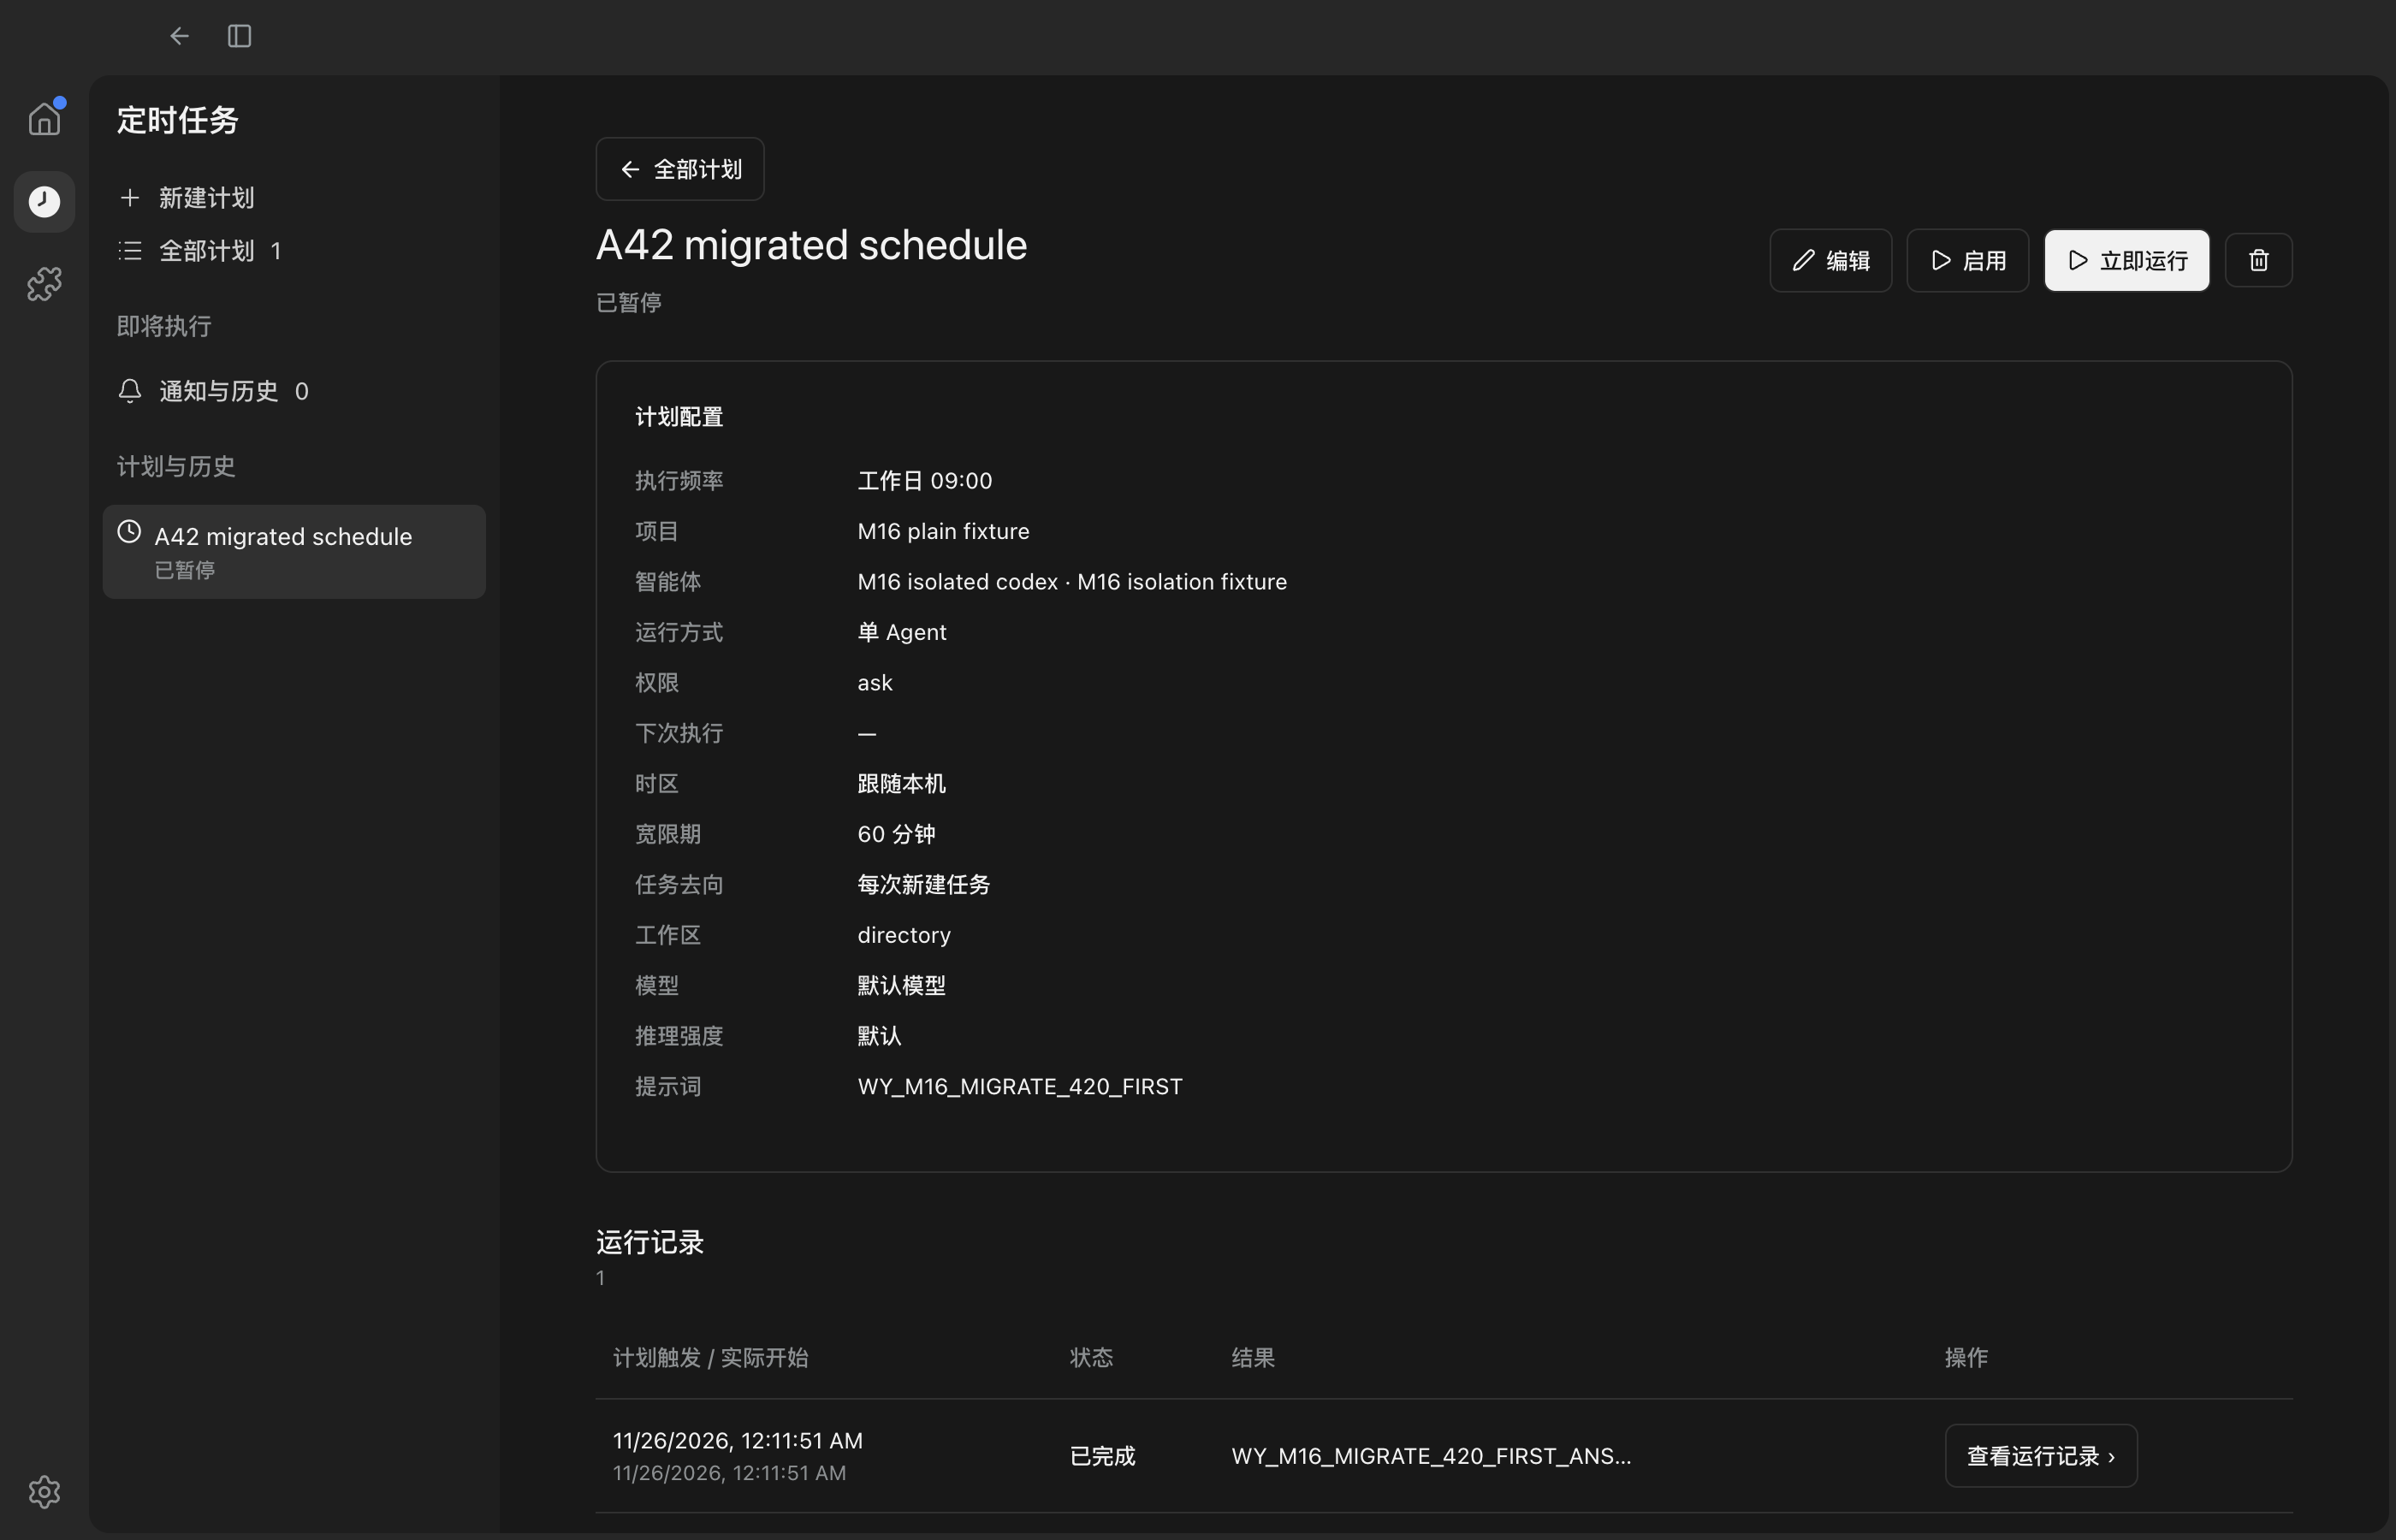 定时任务
新建计划
全部计划 1
即将执行
通知与历史 0
计划与历史
A42 migrated schedule
已暂停
全部计划
A42 migrated schedule
已暂停
编辑
启用
立即运行
计划配置
执行频率 工作日 09:00
项目 M16 plain fixture
智能体 M16 isolated codex · M16 isolation fixture
运行方式 单 Agent
权限 ask
下次执行 —
时区 跟随本机
宽限期 60 分钟
任务去向 每次新建任务
工作区 directory
模型 默认模型
推理强度 默认
提示词 WY_M16_MIGRATE_420_FIRST
运行记录
1
计划触发 / 实际开始 状态 结果 操作
11/26/2026, 12:11:51 AM
11/26/2026, 12:11:51 AM
已完成
WY_M16_MIGRATE_420_FIRST_ANS...
查看运行记录 ›